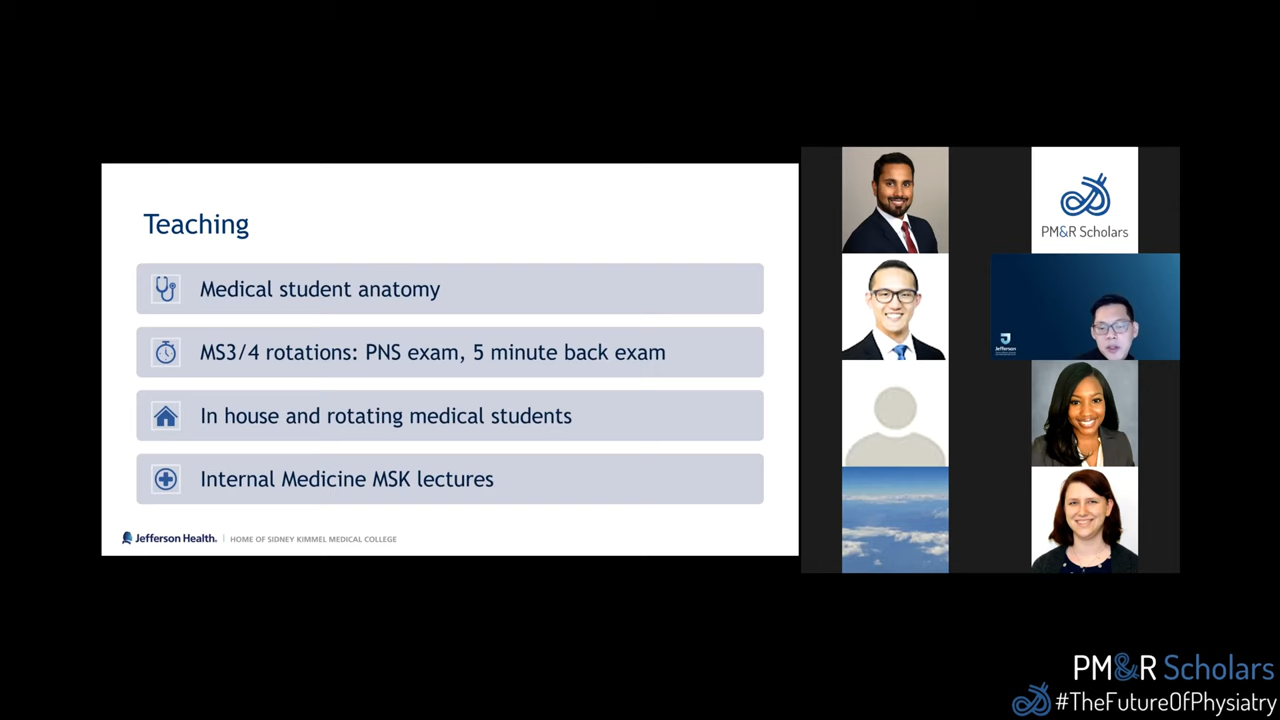 Teaching
Medical student anatomy
MS3/4 rotations: PNS exam, 5 minute back exam
In house and rotating medical students
Internal Medicine MSK lectures
Jefferson Health. | HOME OF SIDNEY KIMMEL MEDICAL COLLEGE
PM&R Scholars
Jefferson
PM&R Scholars
#TheFutureOfPhysiatry